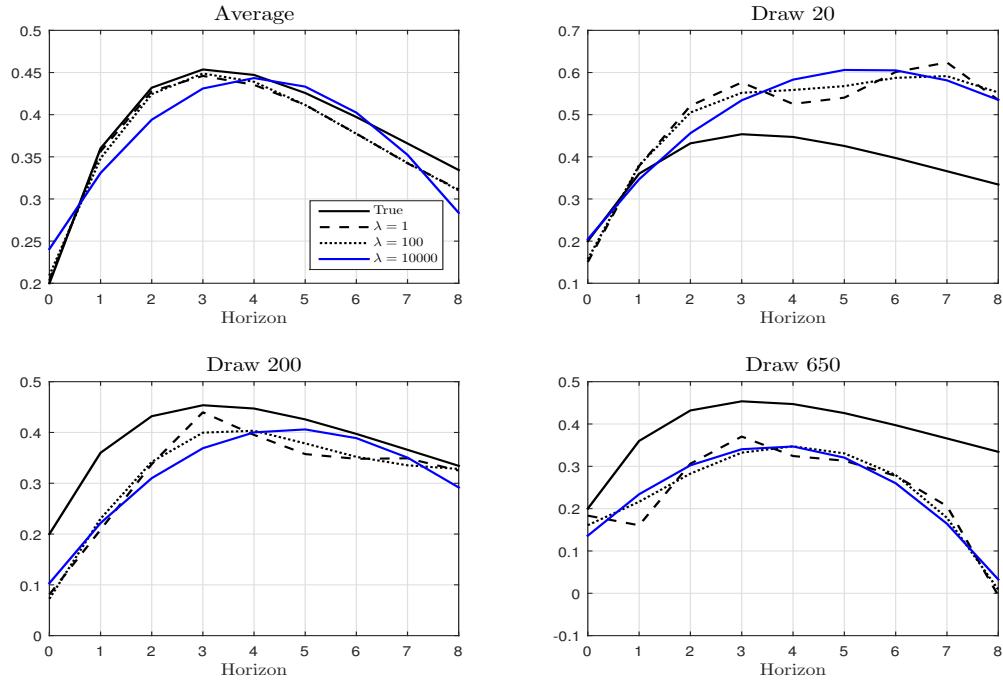 Average
0.5
0.45
0.4
0.35
0.3
0.25
0.2
0 1 2 3 4 5 6 7 8
Horizon
True
λ = 1
λ = 100
λ = 10000
Draw 20
0.7
0.6
0.5
0.4
0.3
0.2
0.1
0 1 2 3 4 5 6 7 8
Horizon
Draw 200
0.5
0.4
0.3
0.2
0.1
0
0 1 2 3 4 5 6 7 8
Horizon
Draw 650
0.5
0.4
0.3
0.2
0.1
0
-0.1
0 1 2 3 4 5 6 7 8
Horizon